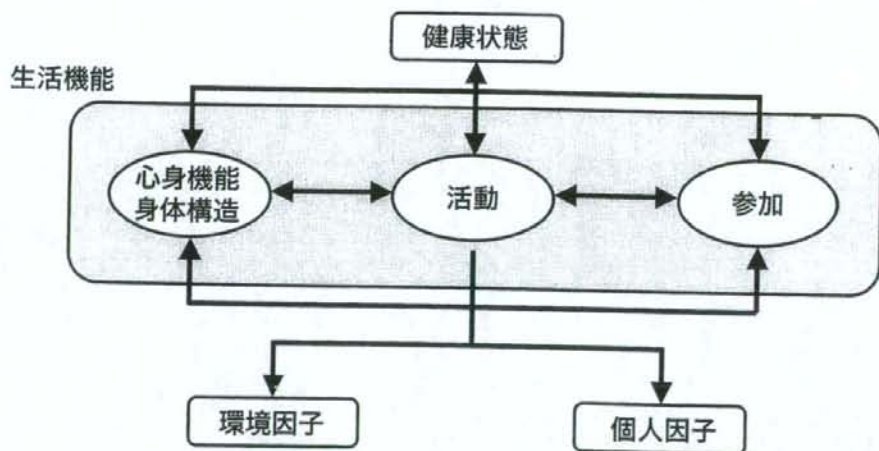 健康状態
生活機能
心身機能
身体構造
活動
参加
環境因子
個人因子